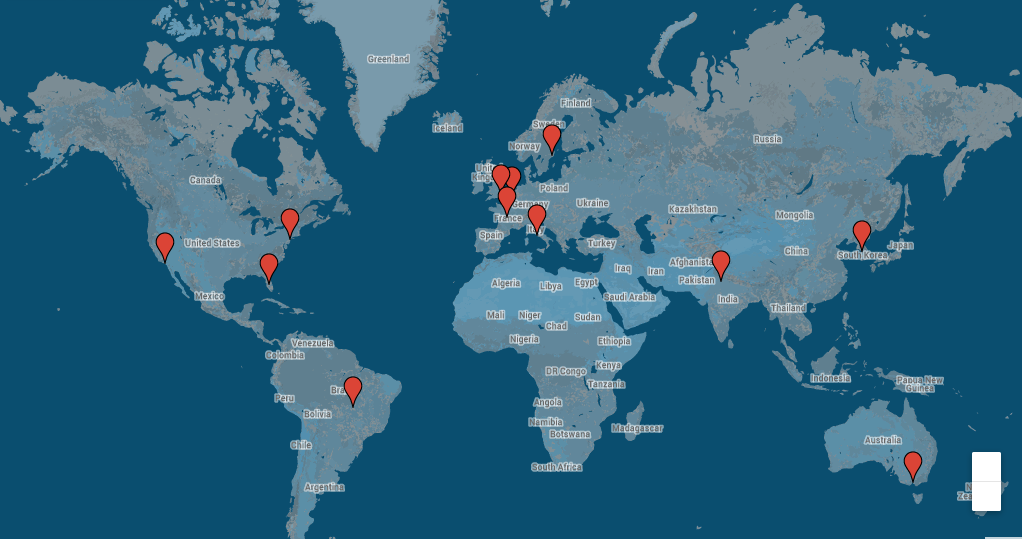 Greenland
Finland
Sweden
Iceland
Russia
Norway
Canada
Poland
Ukraine
Germany
Kazakhstan
Mongolia
France
Spain
Turkey
United States
China
Japan
South Korea
Iraq
Iran
Pakistan
Algeria
Libya
Egypt
Saudi Arabia
India
Mexico
Thailand
Mali
Niger
Chad
Sudan
Nigeria
Ethiopia
Venezuela
Colombia
Kenya
DR Congo
Indonesia
Papua New
Guinea
Tanzania
Peru
Angola
Bolivia
Namibia
Botswana
Madagascar
Australia
Chile
South Africa
Argentina